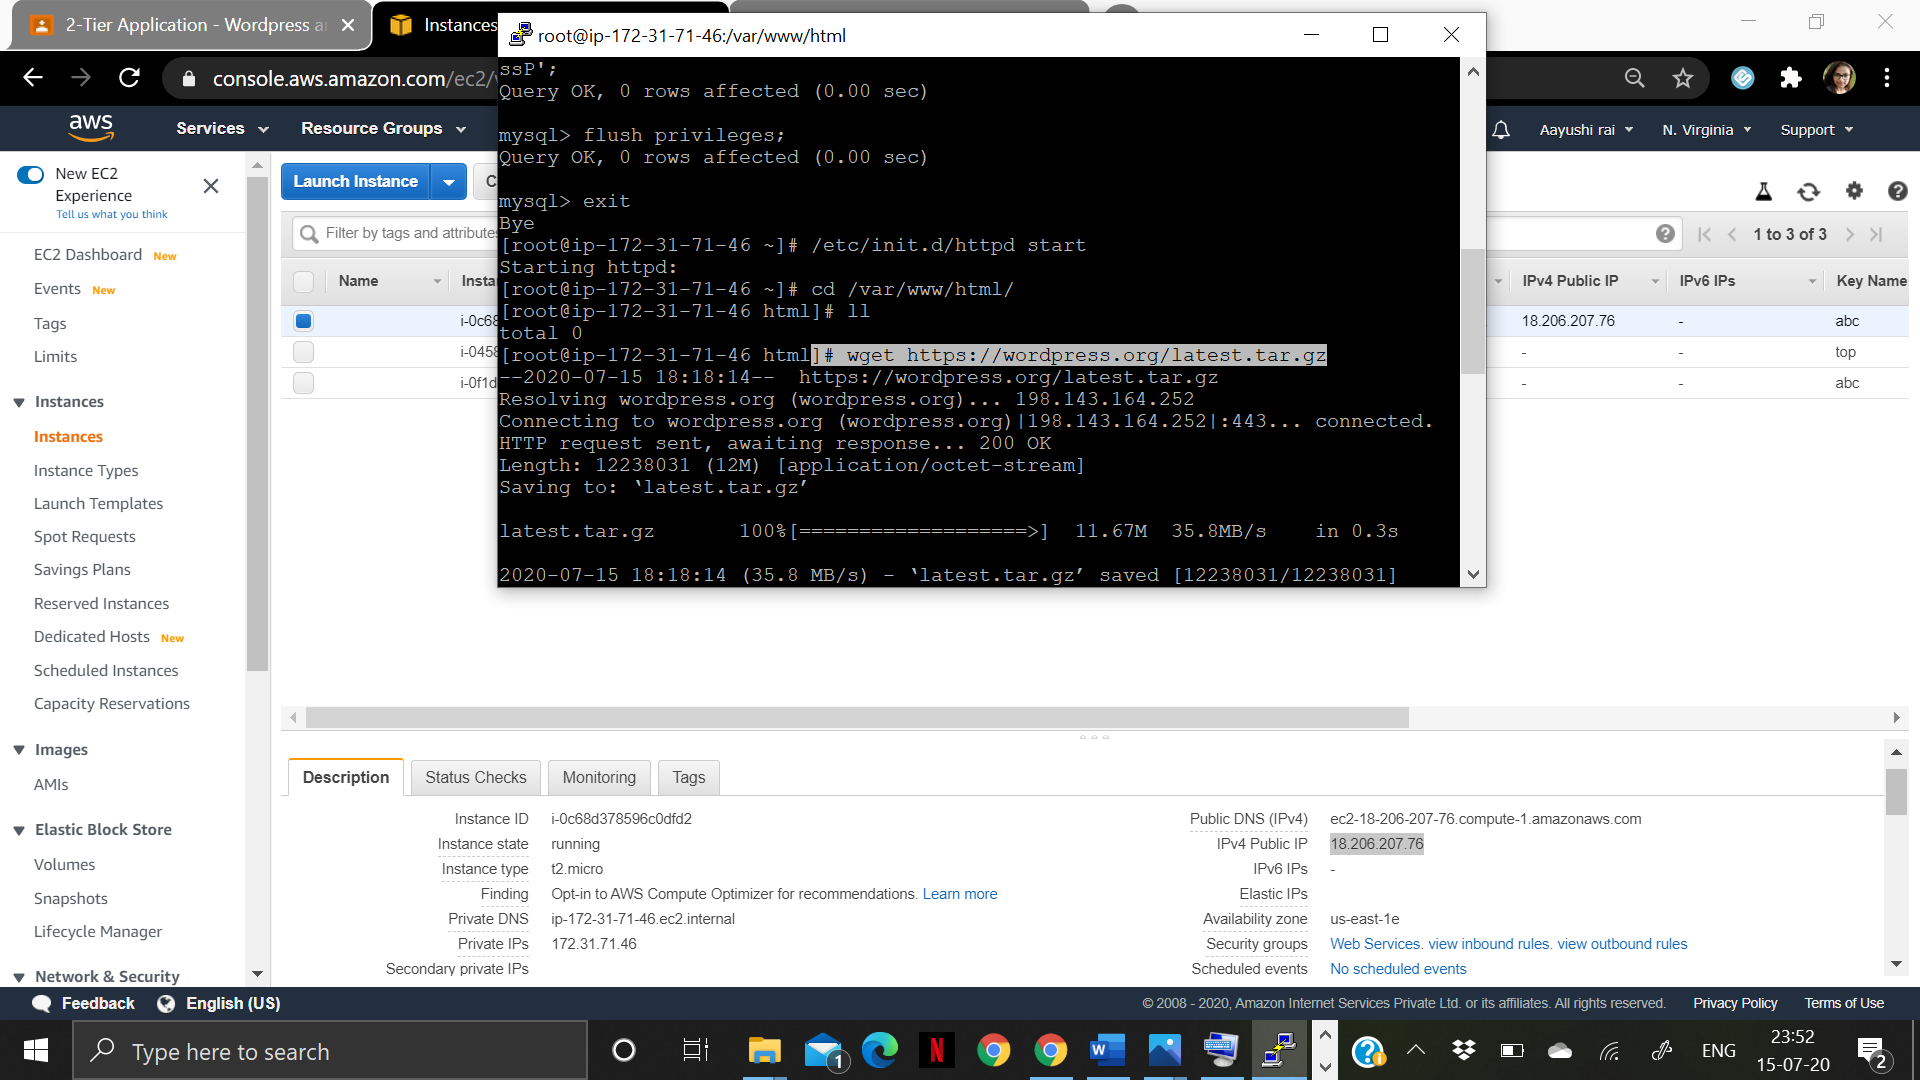 2-Tier Application - Wordpress a
Instances
root@ip-172-31-71-46:/var/www/html
console.aws.amazon.com/ec2/
aws
Services
Resource Groups
Aayushi rai
N. Virginia
Support
New EC2
Experience
Tell us what you think
EC2 Dashboard New
Events New
Tags
Limits
Instances
Instances
Instance Types
Launch Templates
Spot Requests
Savings Plans
Reserved Instances
Dedicated Hosts New
Scheduled Instances
Capacity Reservations
Images
AMIs
Elastic Block Store
Volumes
Snapshots
Lifecycle Manager
Network & Security
Launch Instance
C
Filter by tags and attributes
1 to 3 of 3
Name
Insta
IPv4 Public IP
IPv6 IPs
Key Name
i-0c68
18.206.207.76
-
abc
i-0458
-
-
top
i-0f1d
-
-
abc
ssP';
Query OK, 0 rows affected (0.00 sec)
mysql> flush privileges;
Query OK, 0 rows affected (0.00 sec)
mysql> exit
Bye
[root@ip-172-31-71-46 ~]# /etc/init.d/httpd start
Starting httpd:
[root@ip-172-31-71-46 ~]# cd /var/www/html/
[root@ip-172-31-71-46 html]# ll
total 0
[root@ip-172-31-71-46 html]# wget https://wordpress.org/latest.tar.gz
--2020-07-15 18:18:14--  https://wordpress.org/latest.tar.gz
Resolving wordpress.org (wordpress.org)... 198.143.164.252
Connecting to wordpress.org (wordpress.org)|198.143.164.252|:443... connected.
HTTP request sent, awaiting response... 200 OK
Length: 12238031 (12M) [application/octet-stream]
Saving to: ‘latest.tar.gz’
latest.tar.gz 100%[===================>] 11.67M 35.8MB/s in 0.3s
2020-07-15 18:18:14 (35.8 MB/s) - ‘latest.tar.gz’ saved [12238031/12238031]
Description
Status Checks
Monitoring
Tags
Instance ID i-0c68d378596c0dfd2
Instance state running
Instance type t2.micro
Finding Opt-in to AWS Compute Optimizer for recommendations. Learn more
Private DNS ip-172-31-71-46.ec2.internal
Private IPs 172.31.71.46
Secondary private IPs
Public DNS (IPv4) ec2-18-206-207-76.compute-1.amazonaws.com
IPv4 Public IP 18.206.207.76
IPv6 IPs -
Elastic IPs
Availability zone us-east-1e
Security groups Web Services. view inbound rules. view outbound rules
Scheduled events No scheduled events
Feedback
English (US)
© 2008 - 2020, Amazon Internet Services Private Ltd. or its affiliates. All rights reserved.
Privacy Policy
Terms of Use
Type here to search
1
N
W
ENG
23:52
15-07-20
2